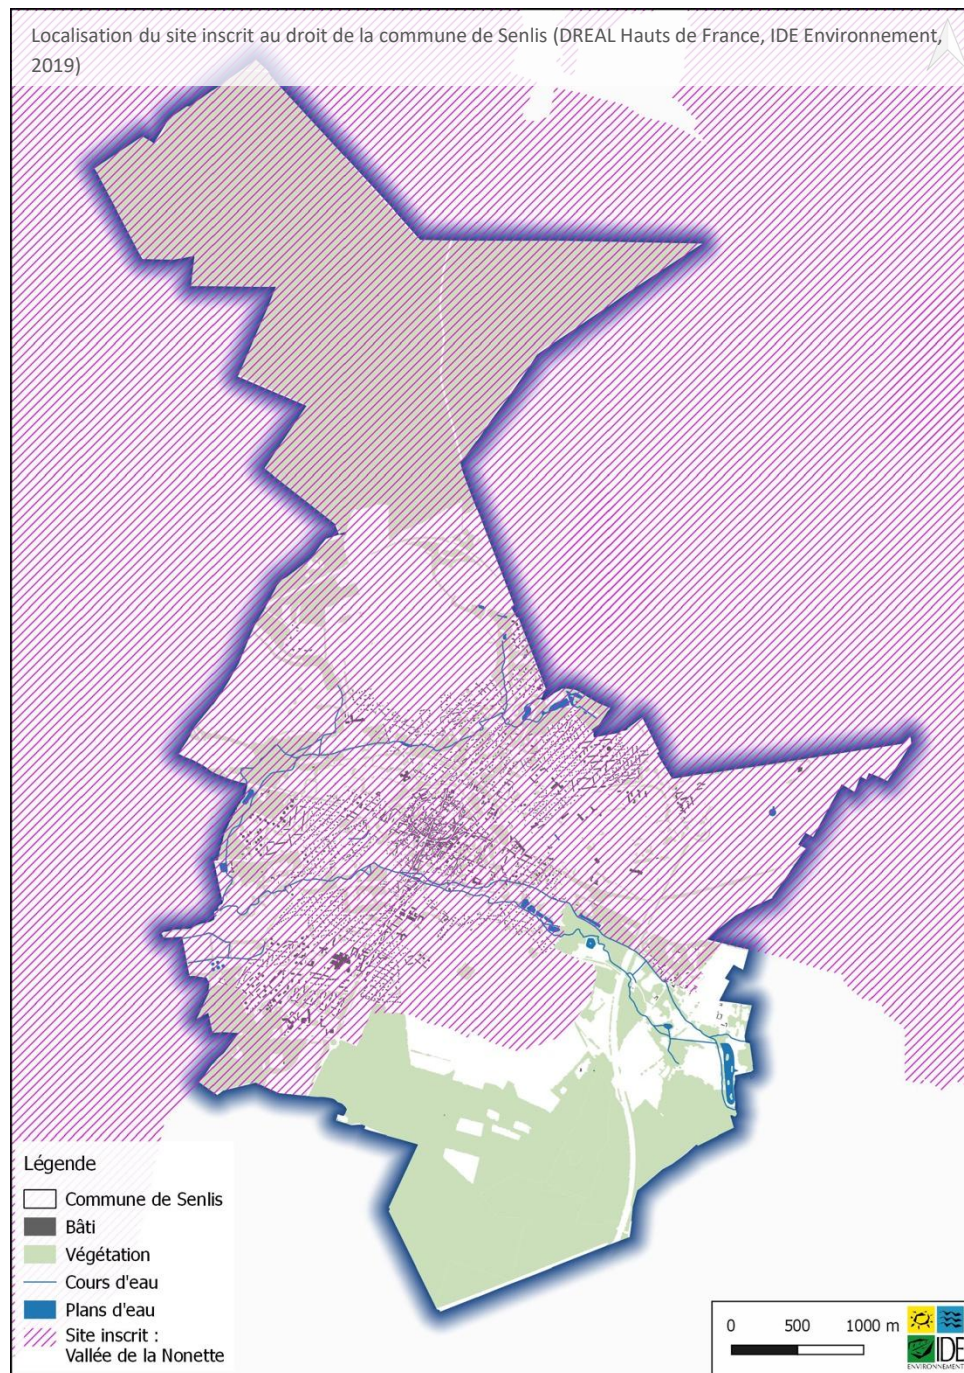 Localisation du site inscrit au droit de la commune de Senlis (DREAL Hauts de France, IDE Environnement,
2019)
Légende
Commune de Senlis
Bâti
Végétation
Cours d'eau
Plans d'eau
Site inscrit :
Vallée de la Nonette
0 500 1000 m
IDE
ENVIRONNEMENT